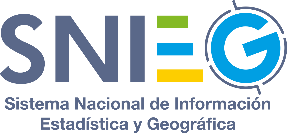 SNIEG
Sistema Nacional de Información
Estadística y Geográfica